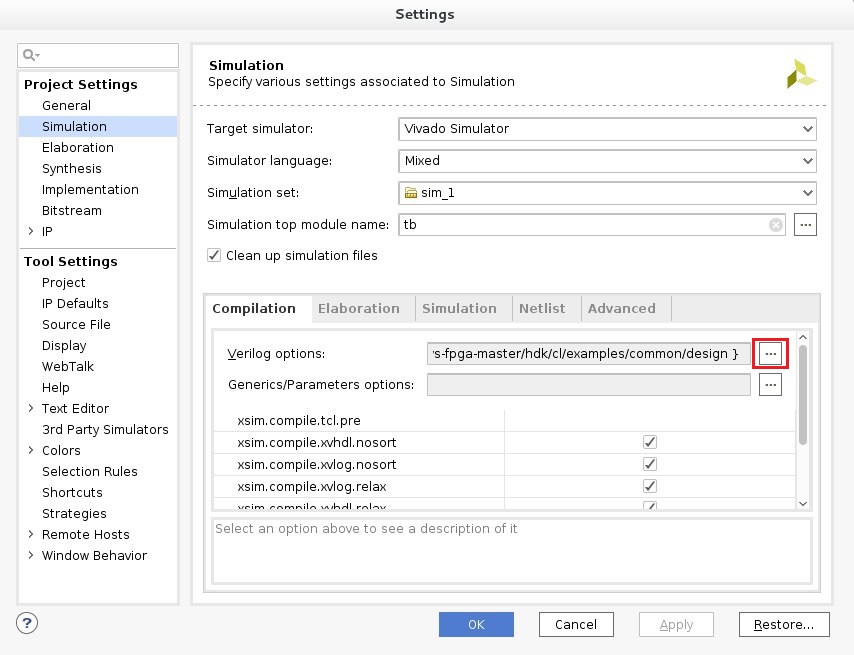 Settings
Project Settings
General
Simulation
Elaboration
Synthesis
Implementation
Bitstream
IP
Tool Settings
Project
IP Defaults
Source File
Display
WebTalk
Help
Text Editor
3rd Party Simulators
Colors
Selection Rules
Shortcuts
Strategies
Remote Hosts
Window Behavior
Simulation
Specify various settings associated to Simulation
Target simulator: Vivado Simulator
Simulator language: Mixed
Simulation set: sim_1
Simulation top module name: tb ...
Clean up simulation files
Compilation Elaboration Simulation Netlist Advanced
Verilog options: 's-fpga-master/hdk/cl/examples/common/design } ...
Generics/Parameters options: ...
xsim.compile.tcl.pre
xsim.compile.xvhdl.nosort
xsim.compile.xvlog.nosort
xsim.compile.xvlog.relax
xsim.compile.xvhdl.relax
Select an option above to see a description of it
? OK Cancel Apply Restore...